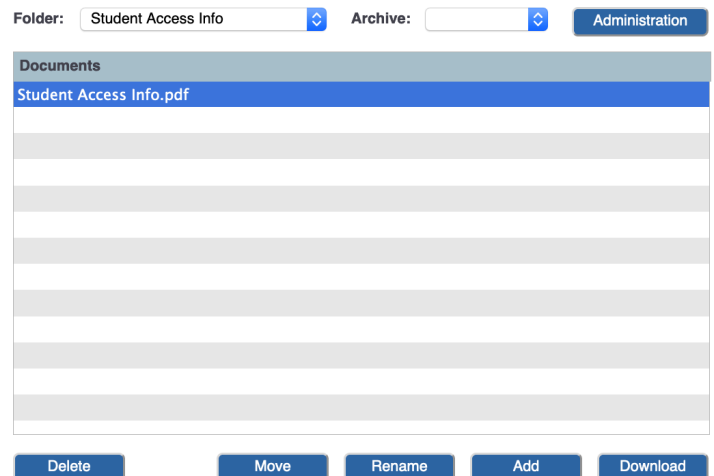 Folder: Student Access Info Archive: Administration
Documents
Student Access Info.pdf
Delete Move Rename Add Download